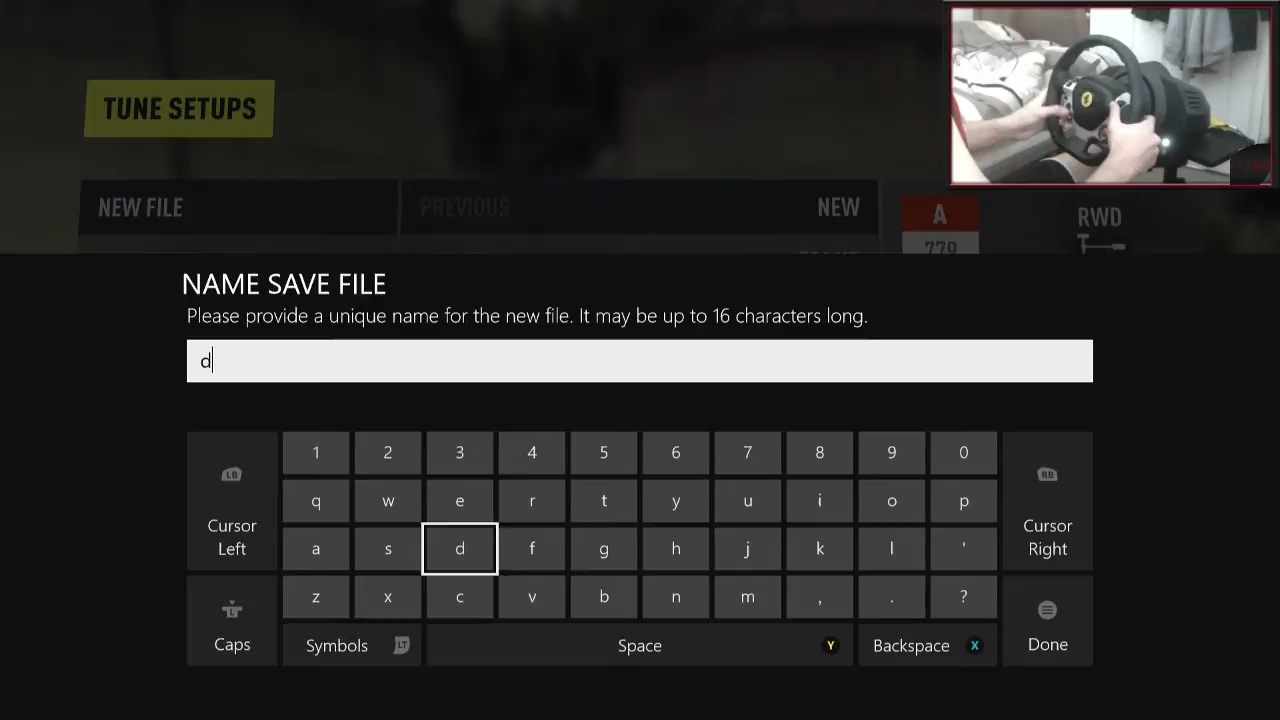 TUNE SETUPS
NEW FILE PREVIOUS NEW
A RWD
779
NAME SAVE FILE
Please provide a unique name for the new file. It may be up to 16 characters long.
d
1 2 3 4 5 6 7 8 9 0
LB RB
q w e r t y u i o p
Cursor Left Cursor Right
a s d f g h j k l '
z x c v b n m , . ?
L
Caps Symbols LT Space Y Backspace X Done